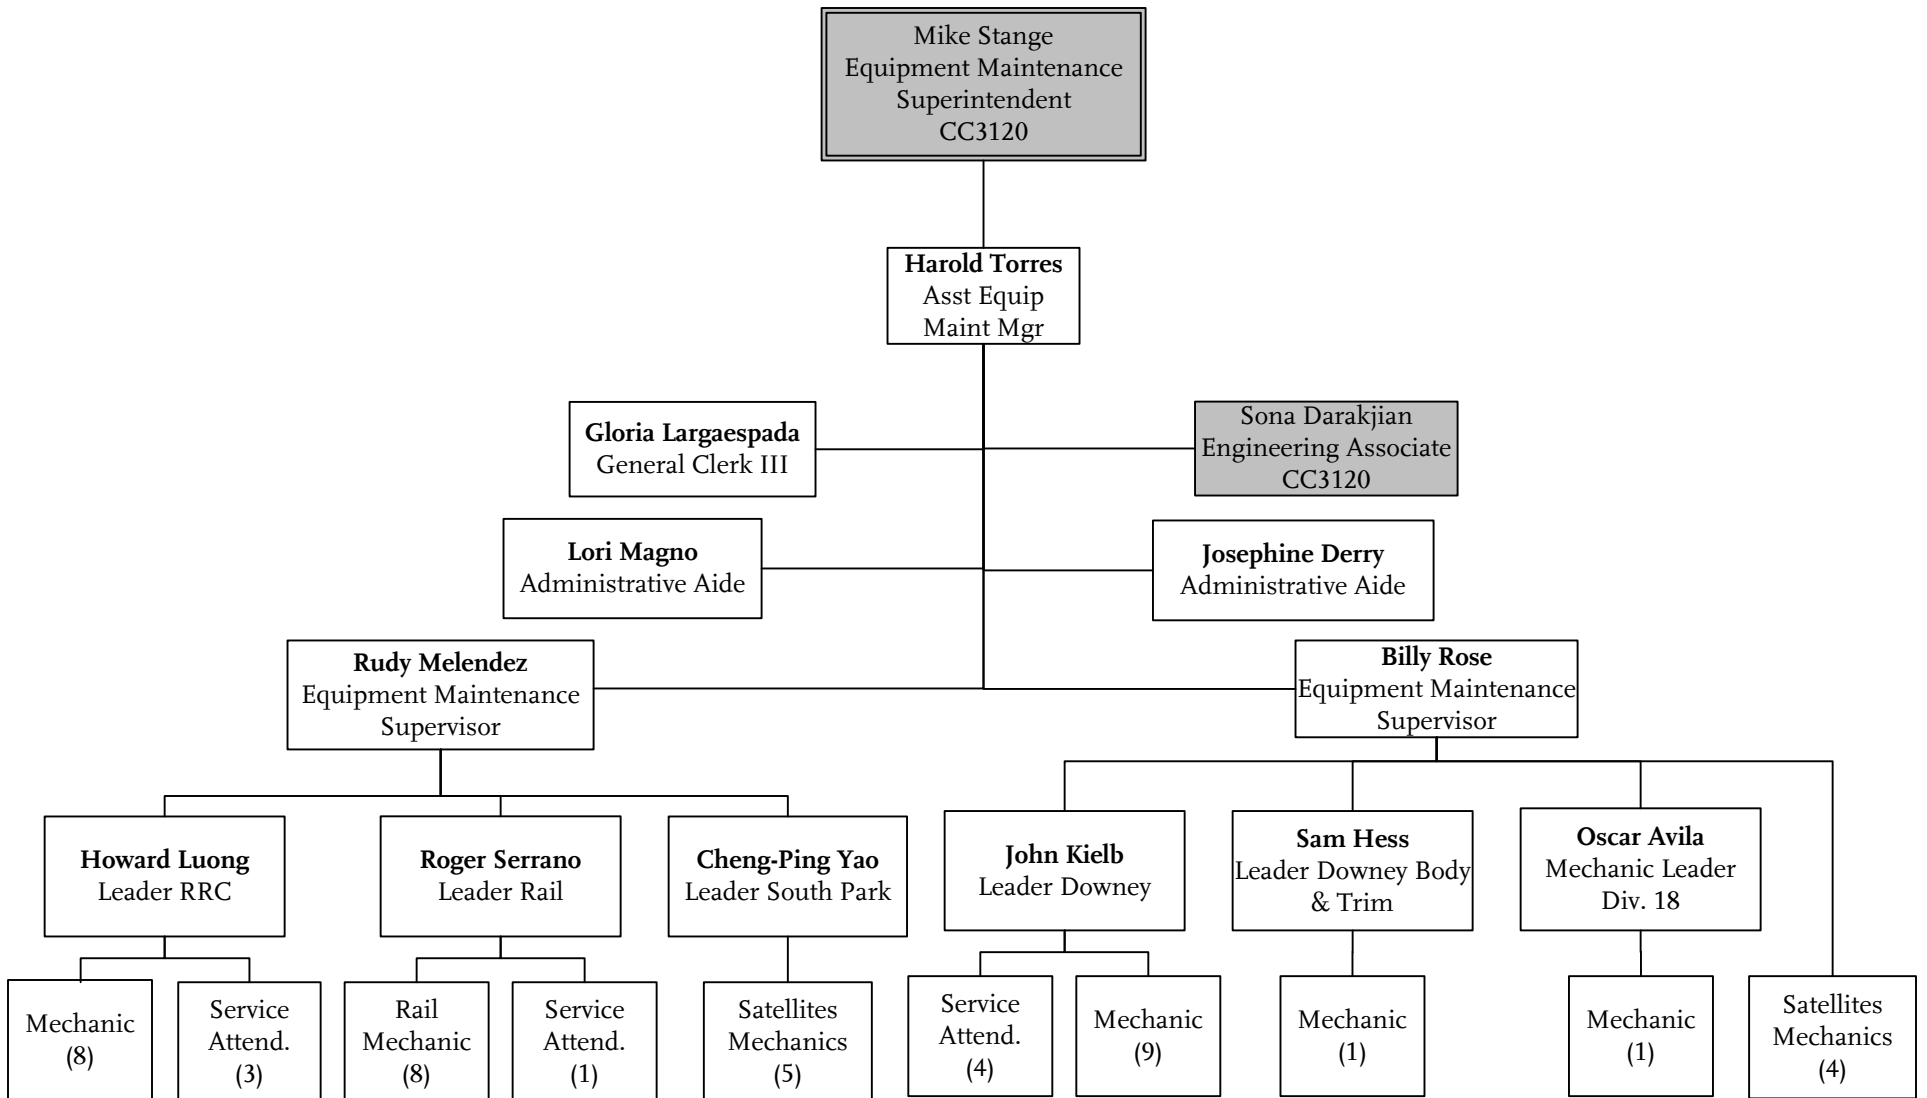 Mike Stange
Equipment Maintenance
Superintendent
CC3120
Harold Torres
Asst Equip
Maint Mgr
Gloria Largaespada
General Clerk III
Sona Darakjian
Engineering Associate
CC3120
Lori Magno
Administrative Aide
Josephine Derry
Administrative Aide
Rudy Melendez
Equipment Maintenance
Supervisor
Billy Rose
Equipment Maintenance
Supervisor
Howard Luong
Leader RRC
Roger Serrano
Leader Rail
Cheng-Ping Yao
Leader South Park
John Kielb
Leader Downey
Sam Hess
Leader Downey Body
& Trim
Oscar Avila
Mechanic Leader
Div. 18
Mechanic
(8)
Service
Attend.
(3)
Rail
Mechanic
(8)
Service
Attend.
(1)
Satellites
Mechanics
(5)
Service
Attend.
(4)
Mechanic
(9)
Mechanic
(1)
Mechanic
(1)
Satellites
Mechanics
(4)